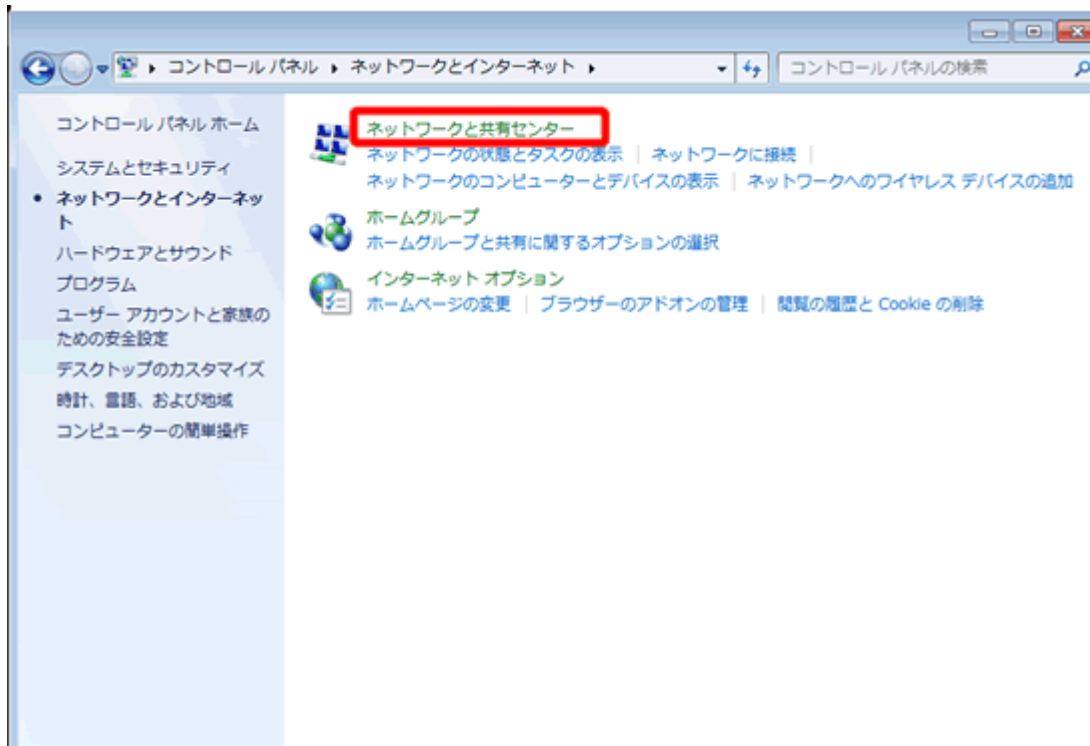 コントロール パネル ▸ ネットワークとインターネット ▸
コントロール パネルの検索
コントロール パネル ホーム
システムとセキュリティ
• ネットワークとインターネッ
ト
ハードウェアとサウンド
プログラム
ユーザー アカウントと家族の
ための安全設定
デスクトップのカスタマイズ
時計、言語、および地域
コンピューターの簡単操作
ネットワークと共有センター
ネットワークの状態とタスクの表示 | ネットワークに接続 |
ネットワークのコンピューターとデバイスの表示 | ネットワークへのワイヤレス デバイスの追加
ホームグループ
ホームグループと共有に関するオプションの選択
インターネット オプション
ホームページの変更 | ブラウザーのアドオンの管理 | 閲覧の履歴と Cookie の削除